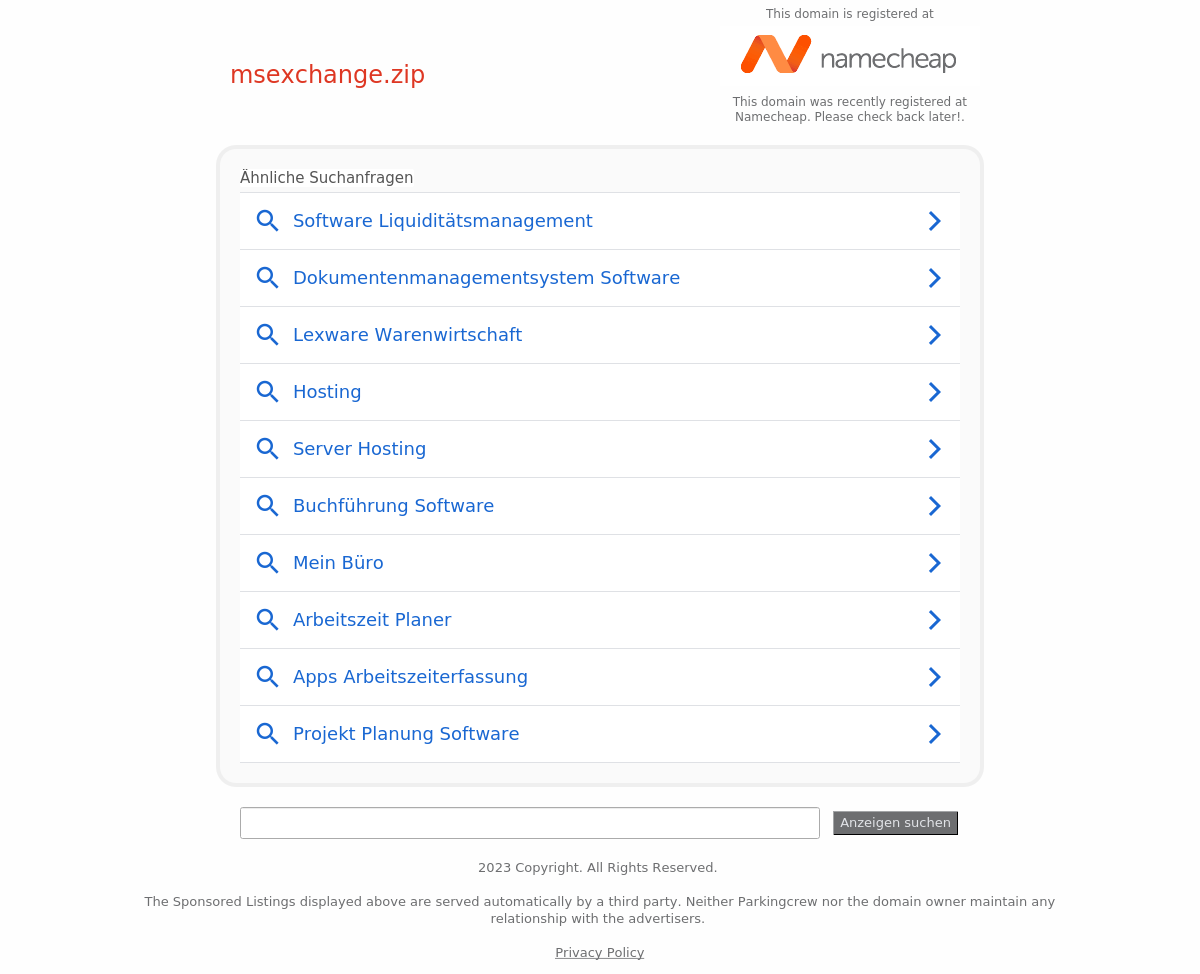 This domain is registered at
namecheap
msexchange.zip
This domain was recently registered at
Namecheap. Please check back later!.
Ähnliche Suchanfragen
Software Liquiditätsmanagement
Dokumentenmanagementsystem Software
Lexware Warenwirtschaft
Hosting
Server Hosting
Buchführung Software
Mein Büro
Arbeitszeit Planer
Apps Arbeitszeiterfassung
Projekt Planung Software
Anzeigen suchen
2023 Copyright. All Rights Reserved.
The Sponsored Listings displayed above are served automatically by a third party. Neither Parkingcrew nor the domain owner maintain any
relationship with the advertisers.
Privacy Policy